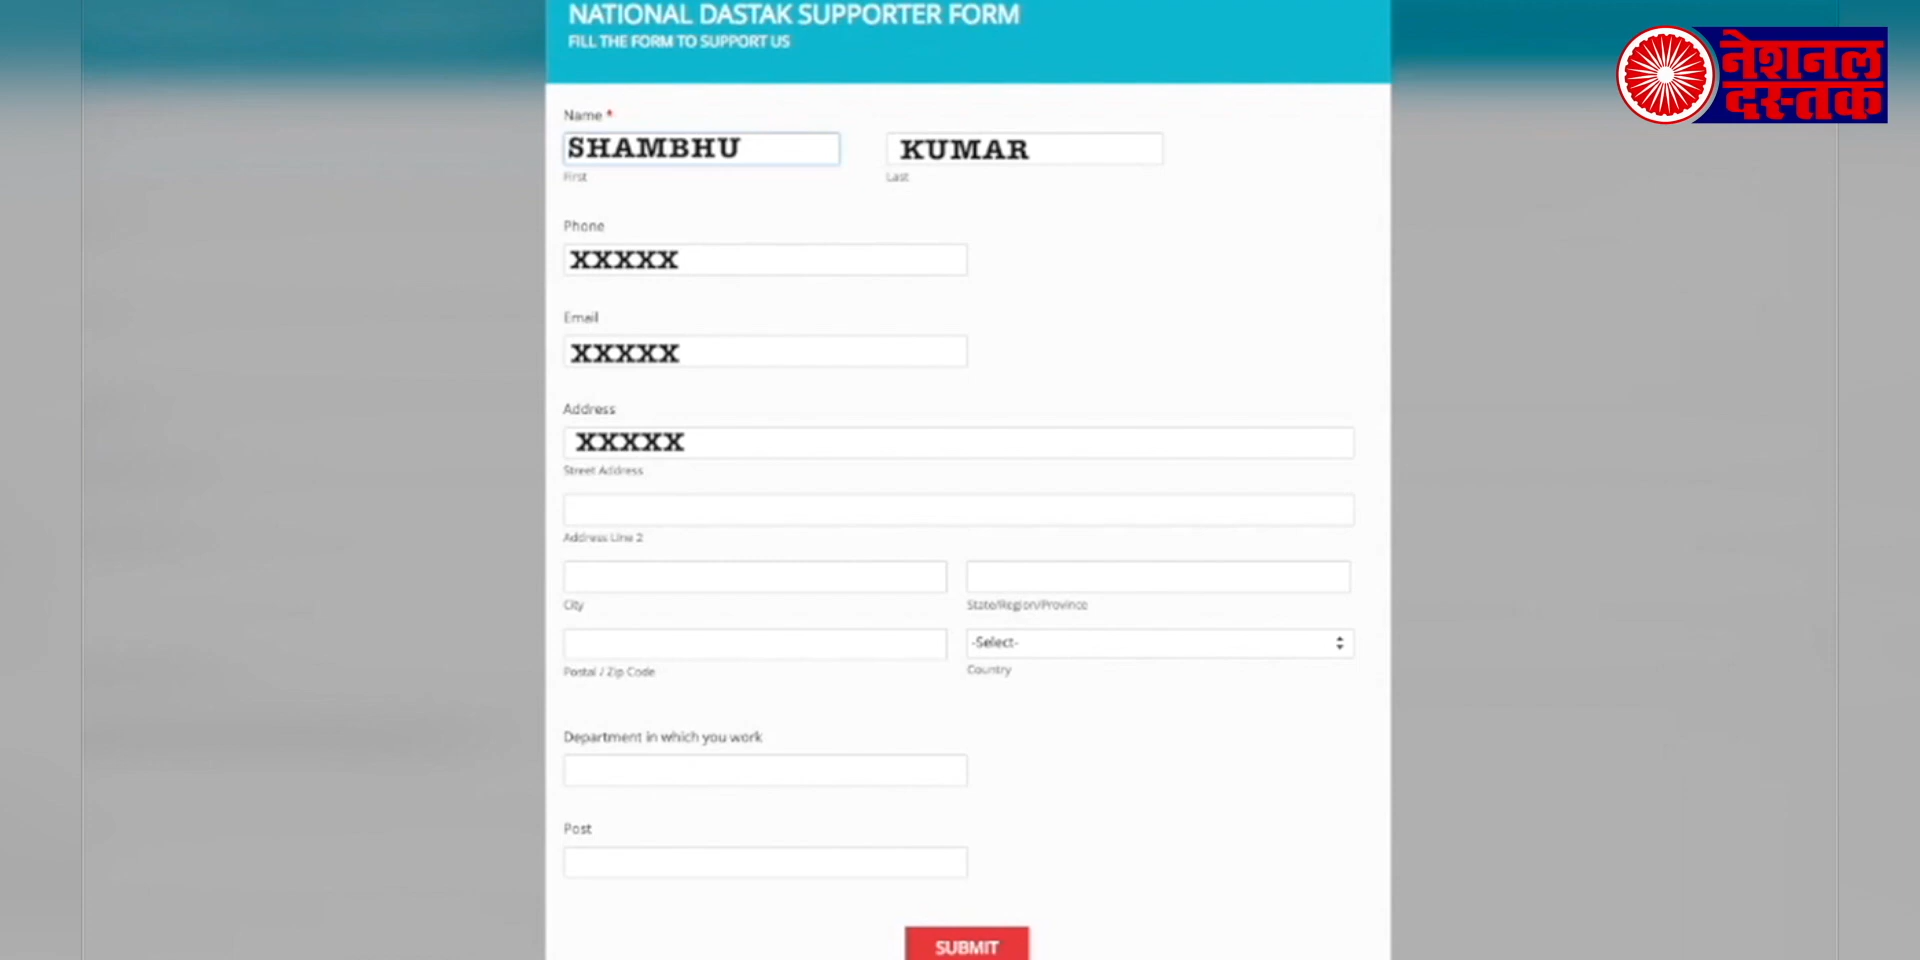 NATIONAL DASTAK SUPPORTER FORM
FILL THE FORM TO SUPPORT US
नेशनल
दस्तक
Name *
SHAMBHU KUMAR
First Last
Phone
XXXXX
Email
XXXXX
Address
XXXXX
Street Address
Address Line 2
City State/Region/Province
-Select-
Postal / Zip Code Country
Department in which you work
Post
SUBMIT